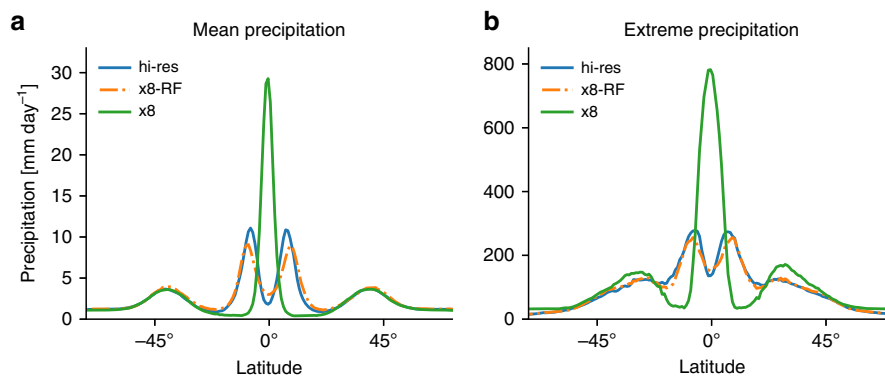 a
Mean precipitation
hi-res
x8-RF
x8
Precipitation [mm day⁻¹]
30
25
20
15
10
5
0
−45°
0°
45°
Latitude
b
Extreme precipitation
hi-res
x8-RF
x8
800
600
400
200
0
−45°
0°
45°
Latitude